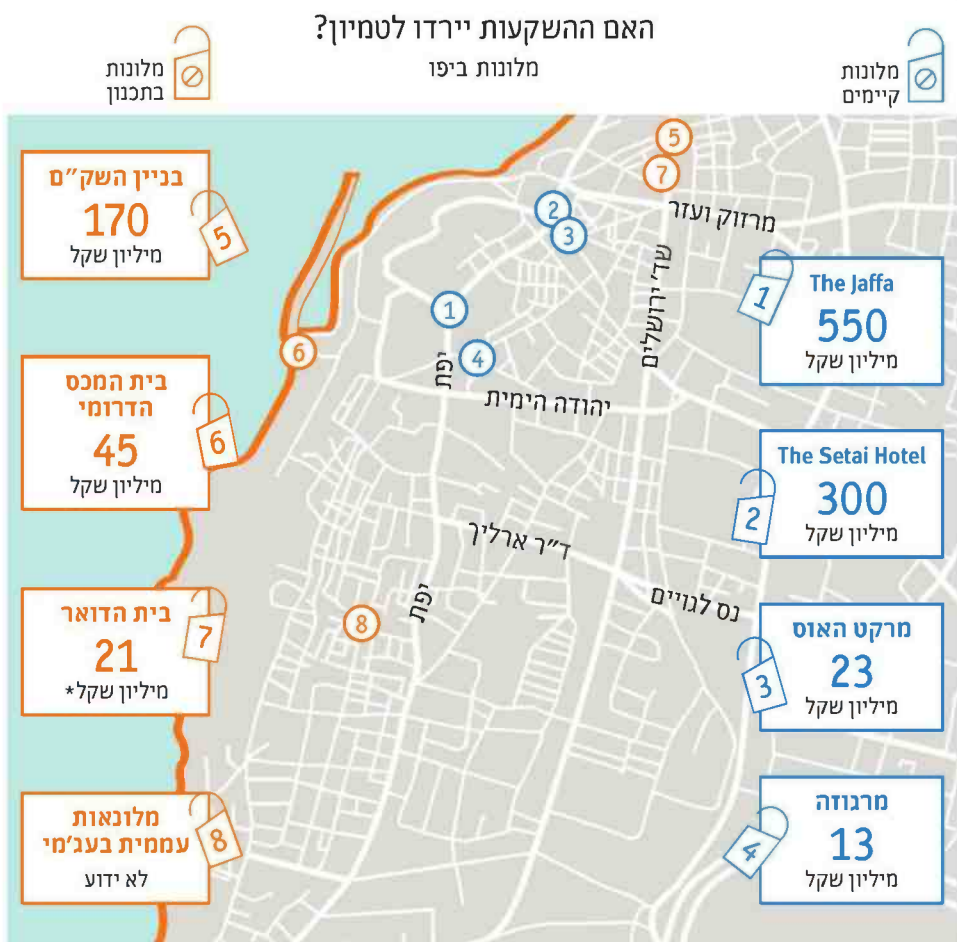 האם ההשקעות יירדו לטמיון?
מלונות ביפו
מלונות
קיימים
מלונות
בתכנון
The Jaffa
550
מיליון שקל
1
The Setai Hotel
300
מיליון שקל
2
מרקט האוס
23
מיליון שקל
3
מרגוזה
13
מיליון שקל
4
בניין השק"ם
170
מיליון שקל
5
בית המכס
הדרומי
45
מיליון שקל
6
בית הדואר
21
מיליון שקל*
7
מלונאות
עממית בעג'מי
לא ידוע
8
5
7
מרזוק ועזר
2
3
שד' ירושלים
1
6
4
יפת
יהודה הימית
ד"ר ארליך
נס לגויים
יפת
8